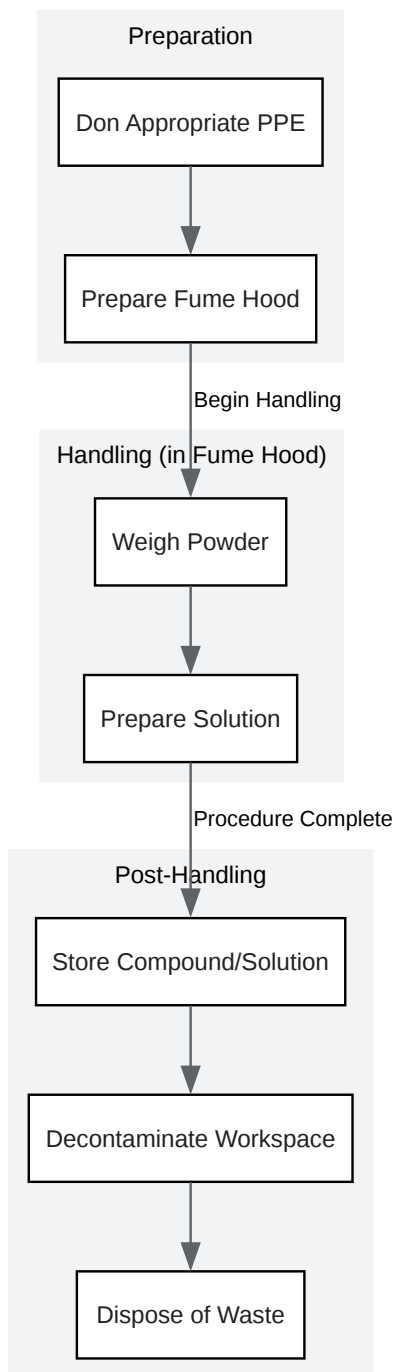 Preparation
Don Appropriate PPE
Prepare Fume Hood
Begin Handling
Handling (in Fume Hood)
Weigh Powder
Prepare Solution
Procedure Complete
Post-Handling
Store Compound/Solution
Decontaminate Workspace
Dispose of Waste